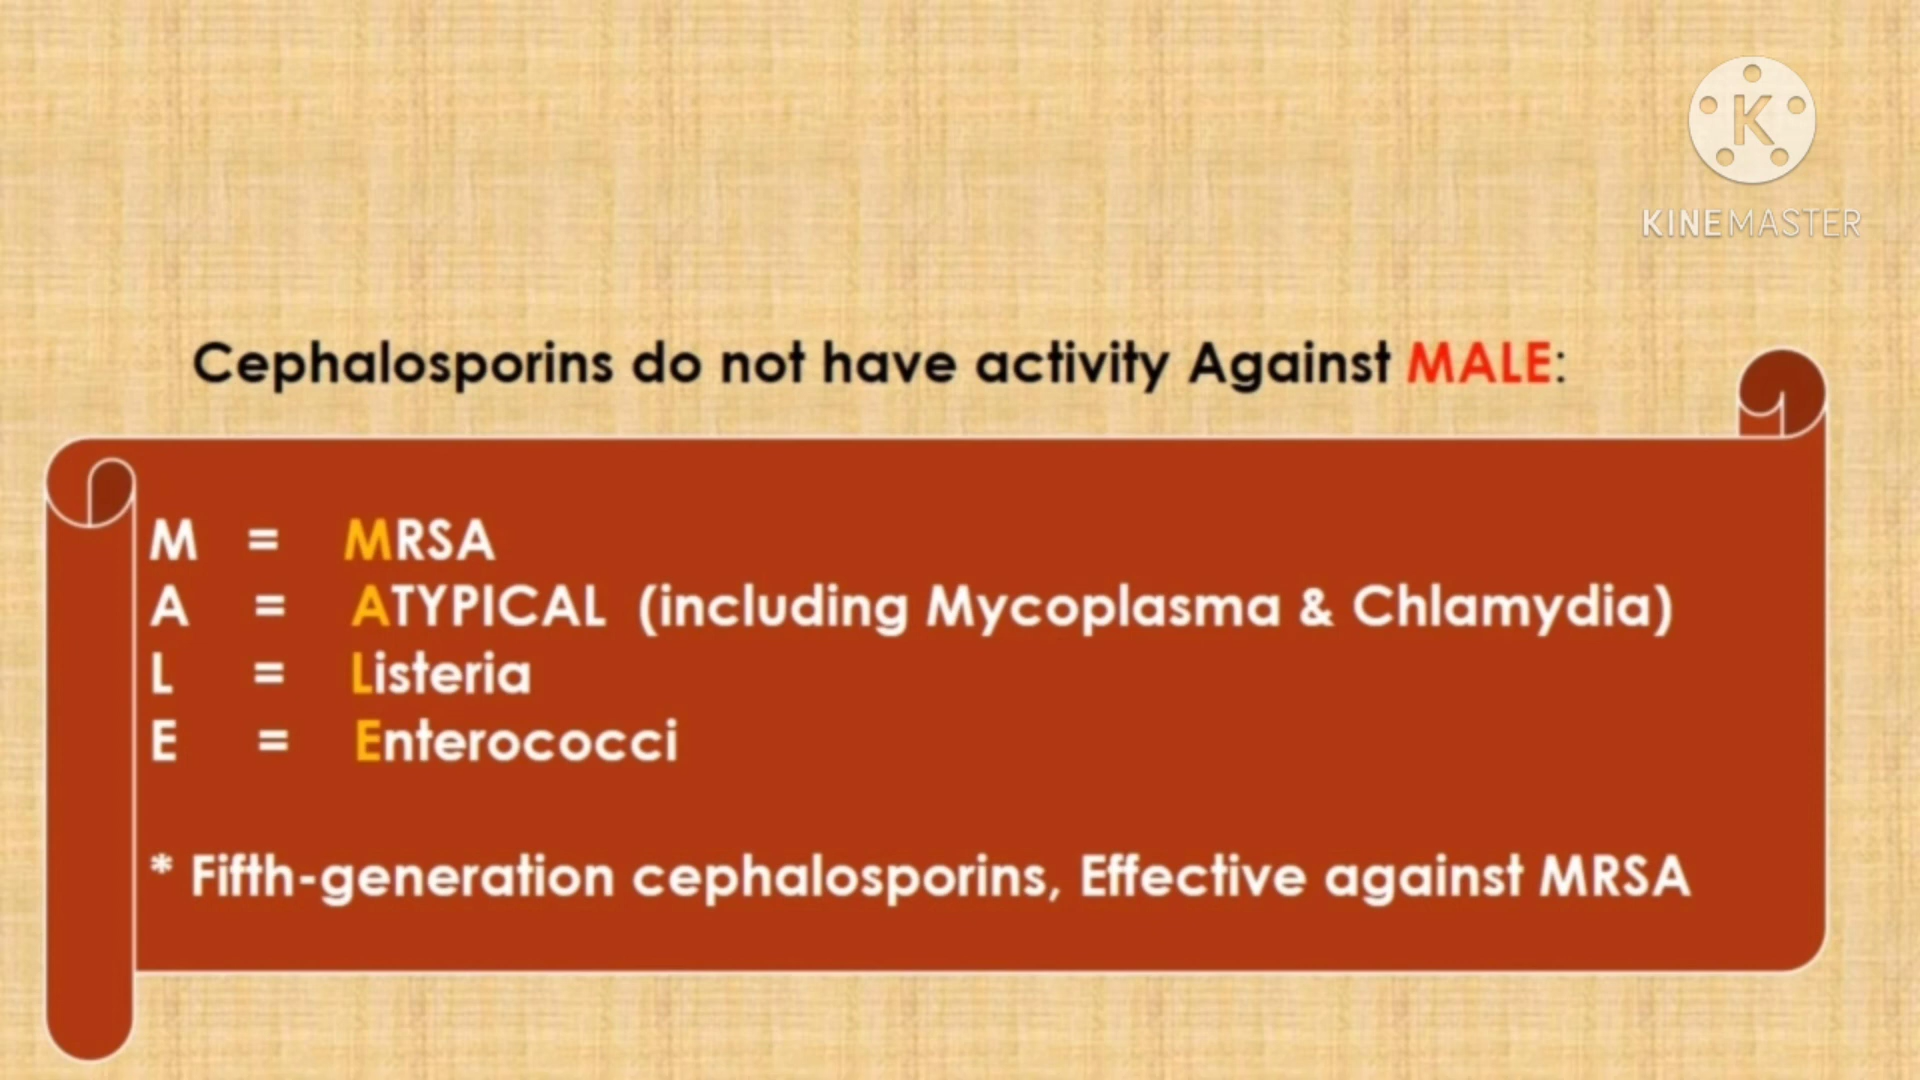 K
KINEMASTER
Cephalosporins do not have activity Against MALE:
M = MRSA
A = ATYPICAL (including Mycoplasma & Chlamydia)
L = Listeria
E = Enterococci
* Fifth-generation cephalosporins, Effective against MRSA